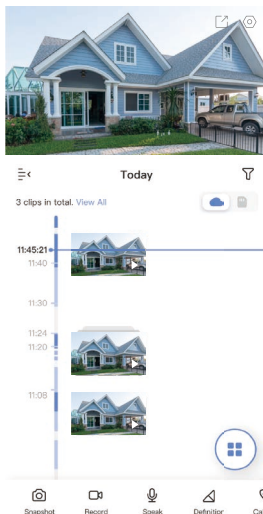 Today
3 clips in total. View All
11:45:21
11:40
11:30
11:24
11:20
11:08
Snapshot Record Speak Definition